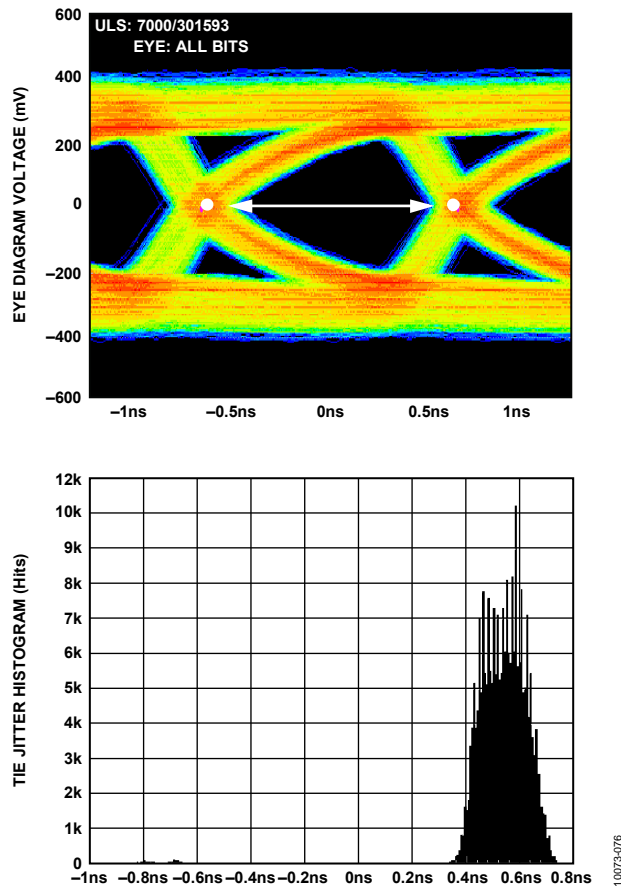 EYE DIAGRAM VOLTAGE (mV)
600
400
200
0
–200
–400
–600
ULS: 7000/301593
EYE: ALL BITS
–1ns –0.5ns 0ns 0.5ns 1ns
TIE JITTER HISTOGRAM (Hits)
12k
10k
9k
8k
7k
6k
5k
4k
3k
2k
1k
0
–1ns –0.8ns –0.6ns –0.4ns –0.2ns 0ns 0.2ns 0.4ns 0.6ns 0.8ns
10073-076